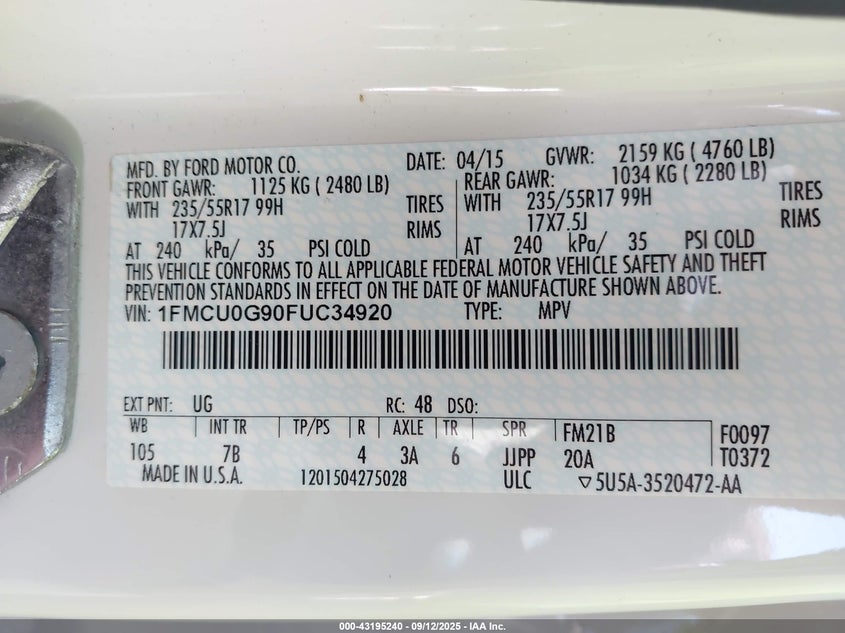 MFD. BY FORD MOTOR CO. DATE: 04/15 GVWR: 2159 KG ( 4760 LB)
FRONT GAWR: 1125 KG ( 2480 LB) REAR GAWR: 1034 KG ( 2280 LB)
WITH 235/55R17 99H TIRES WITH 235/55R17 99H TIRES
17X7.5J RIMS 17X7.5J RIMS
AT 240 kPa/ 35 PSI COLD AT 240 kPa/ 35 PSI COLD
THIS VEHICLE CONFORMS TO ALL APPLICABLE FEDERAL MOTOR VEHICLE SAFETY AND THEFT
PREVENTION STANDARDS IN EFFECT ON THE DATE OF MANUFACTURE SHOWN ABOVE.
VIN: 1FMCU0G90FUC34920 TYPE: MPV
EXT PNT: UG RC: 48 DSO:
WB INT TR TP/PS R AXLE TR SPR FM21B F0097
105 7B 4 3A 6 JJPP 20A T0372
MADE IN U.S.A. 1201504275028 ULC ▽5U5A-3520472-AA
000-43195240 - 09/12/2025 - IAA Inc.